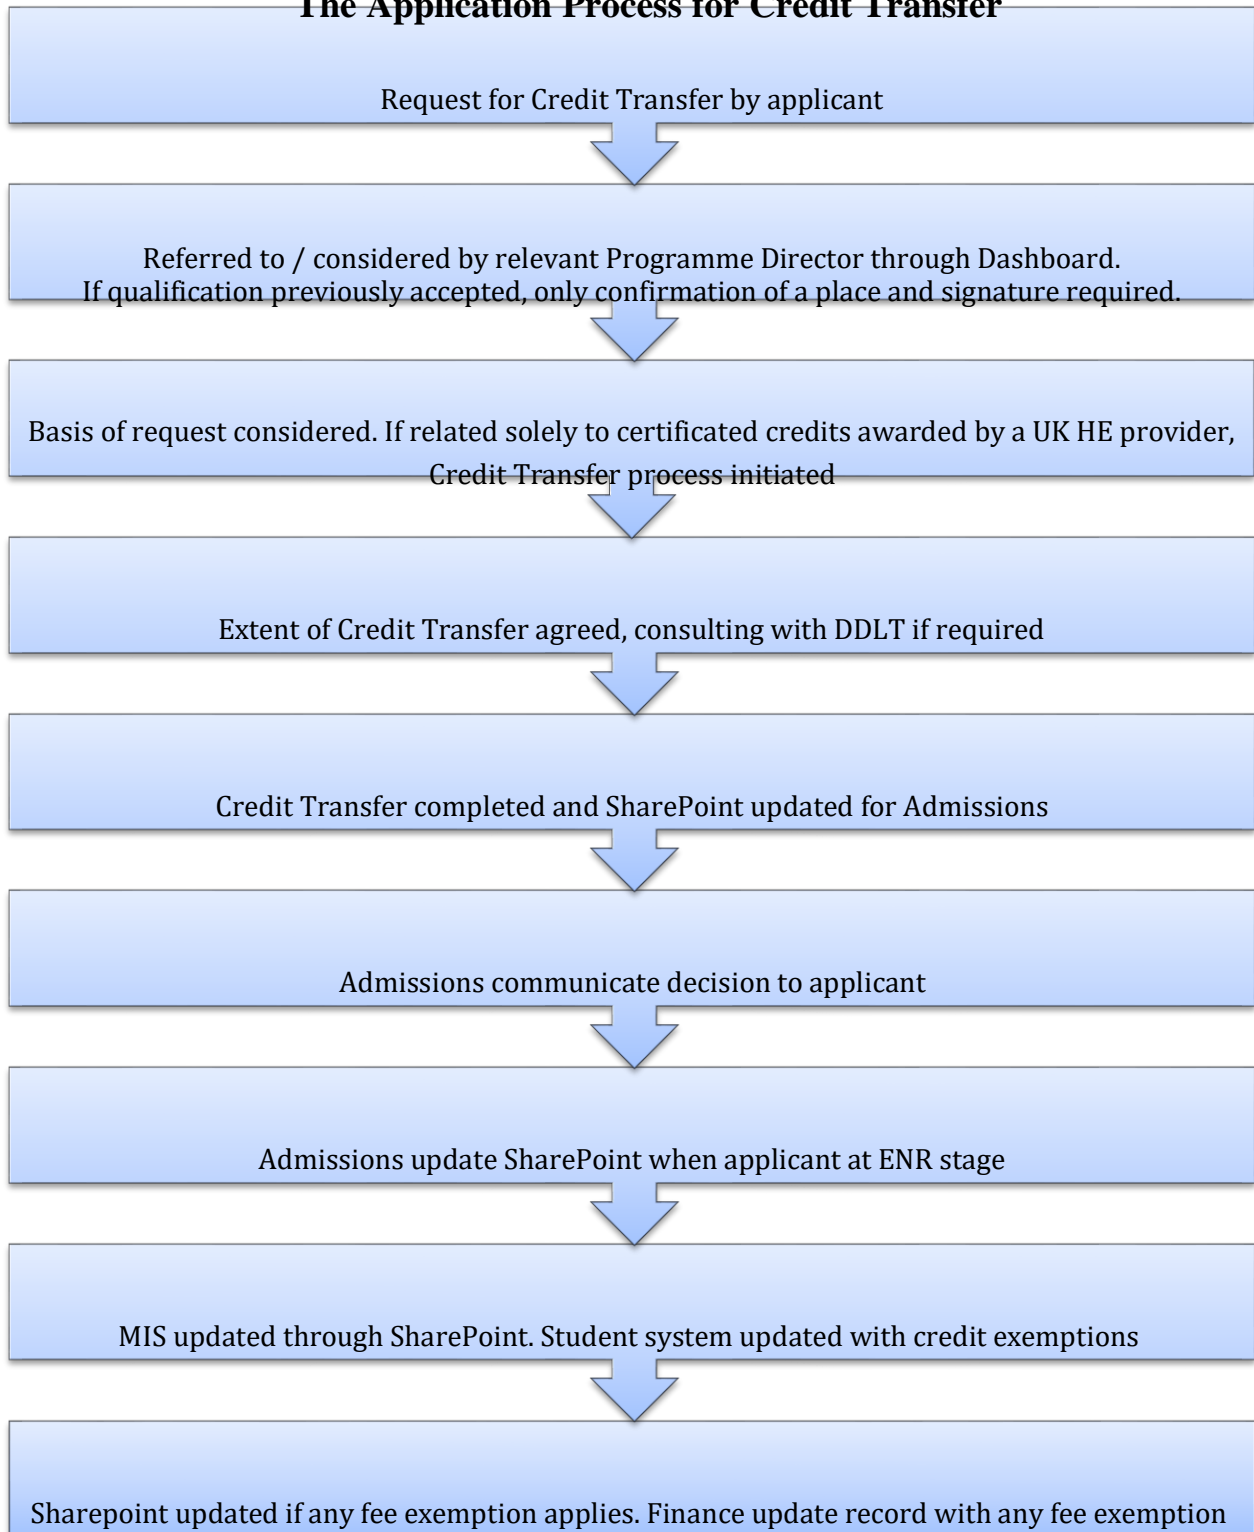 The Application Process for Credit Transfer
Request for Credit Transfer by applicant
Referred to / considered by relevant Programme Director through Dashboard.
If qualification previously accepted, only confirmation of a place and signature required.
Basis of request considered. If related solely to certificated credits awarded by a UK HE provider,
Credit Transfer process initiated
Extent of Credit Transfer agreed, consulting with DDLT if required
Credit Transfer completed and SharePoint updated for Admissions
Admissions communicate decision to applicant
Admissions update SharePoint when applicant at ENR stage
MIS updated through SharePoint. Student system updated with credit exemptions
Sharepoint updated if any fee exemption applies. Finance update record with any fee exemption